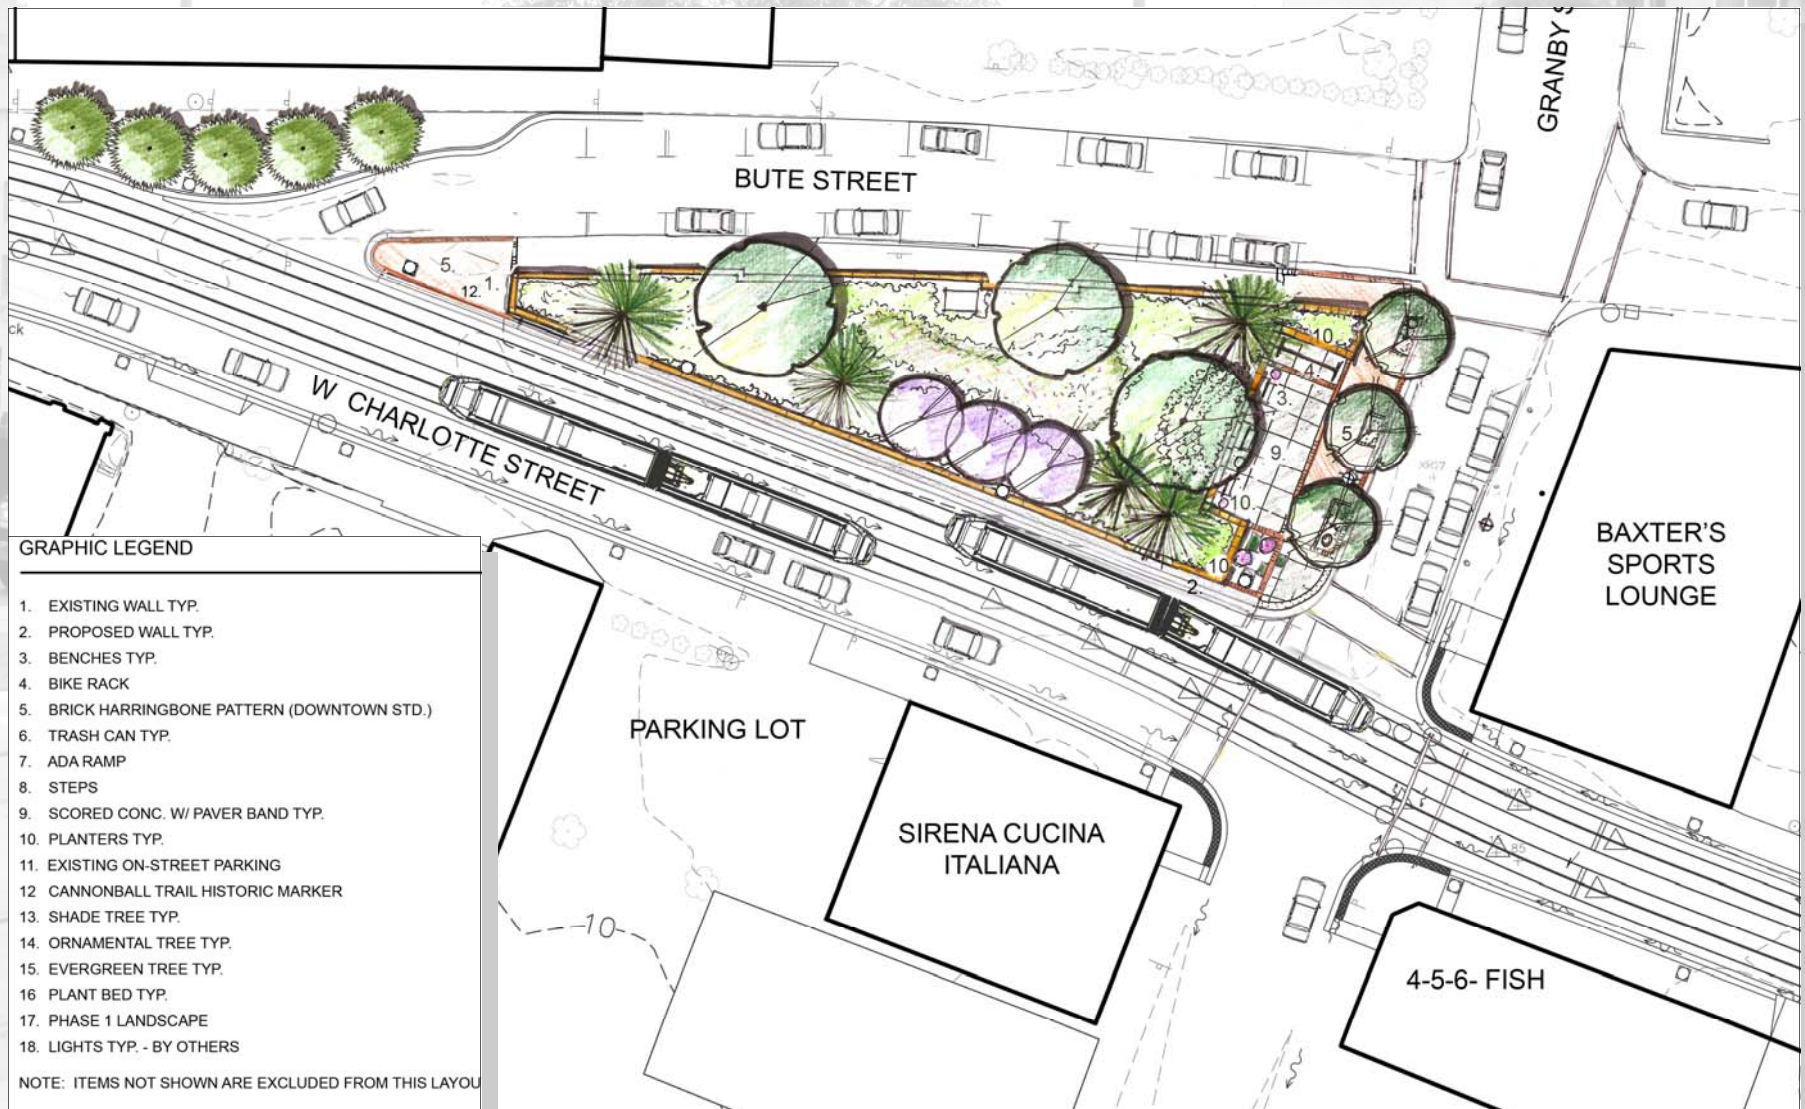 GRANBY
BUTE STREET
5.
12.
1.
10.
4.
3.
5.
9.
10.
10
2.
W CHARLOTTE STREET
ck
BAXTER'S
SPORTS
LOUNGE
PARKING LOT
SIRENA CUCINA
ITALIANA
85
10
4-5-6- FISH
GRAPHIC LEGEND
1. EXISTING WALL TYP.
2. PROPOSED WALL TYP.
3. BENCHES TYP.
4. BIKE RACK
5. BRICK HARRINGBONE PATTERN (DOWNTOWN STD.)
6. TRASH CAN TYP.
7. ADA RAMP
8. STEPS
9. SCORED CONC. W/ PAVER BAND TYP.
10. PLANTERS TYP.
11. EXISTING ON-STREET PARKING
12 CANNONBALL TRAIL HISTORIC MARKER
13. SHADE TREE TYP.
14. ORNAMENTAL TREE TYP.
15. EVERGREEN TREE TYP.
16 PLANT BED TYP.
17. PHASE 1 LANDSCAPE
18. LIGHTS TYP. - BY OTHERS
NOTE: ITEMS NOT SHOWN ARE EXCLUDED FROM THIS LAYOU